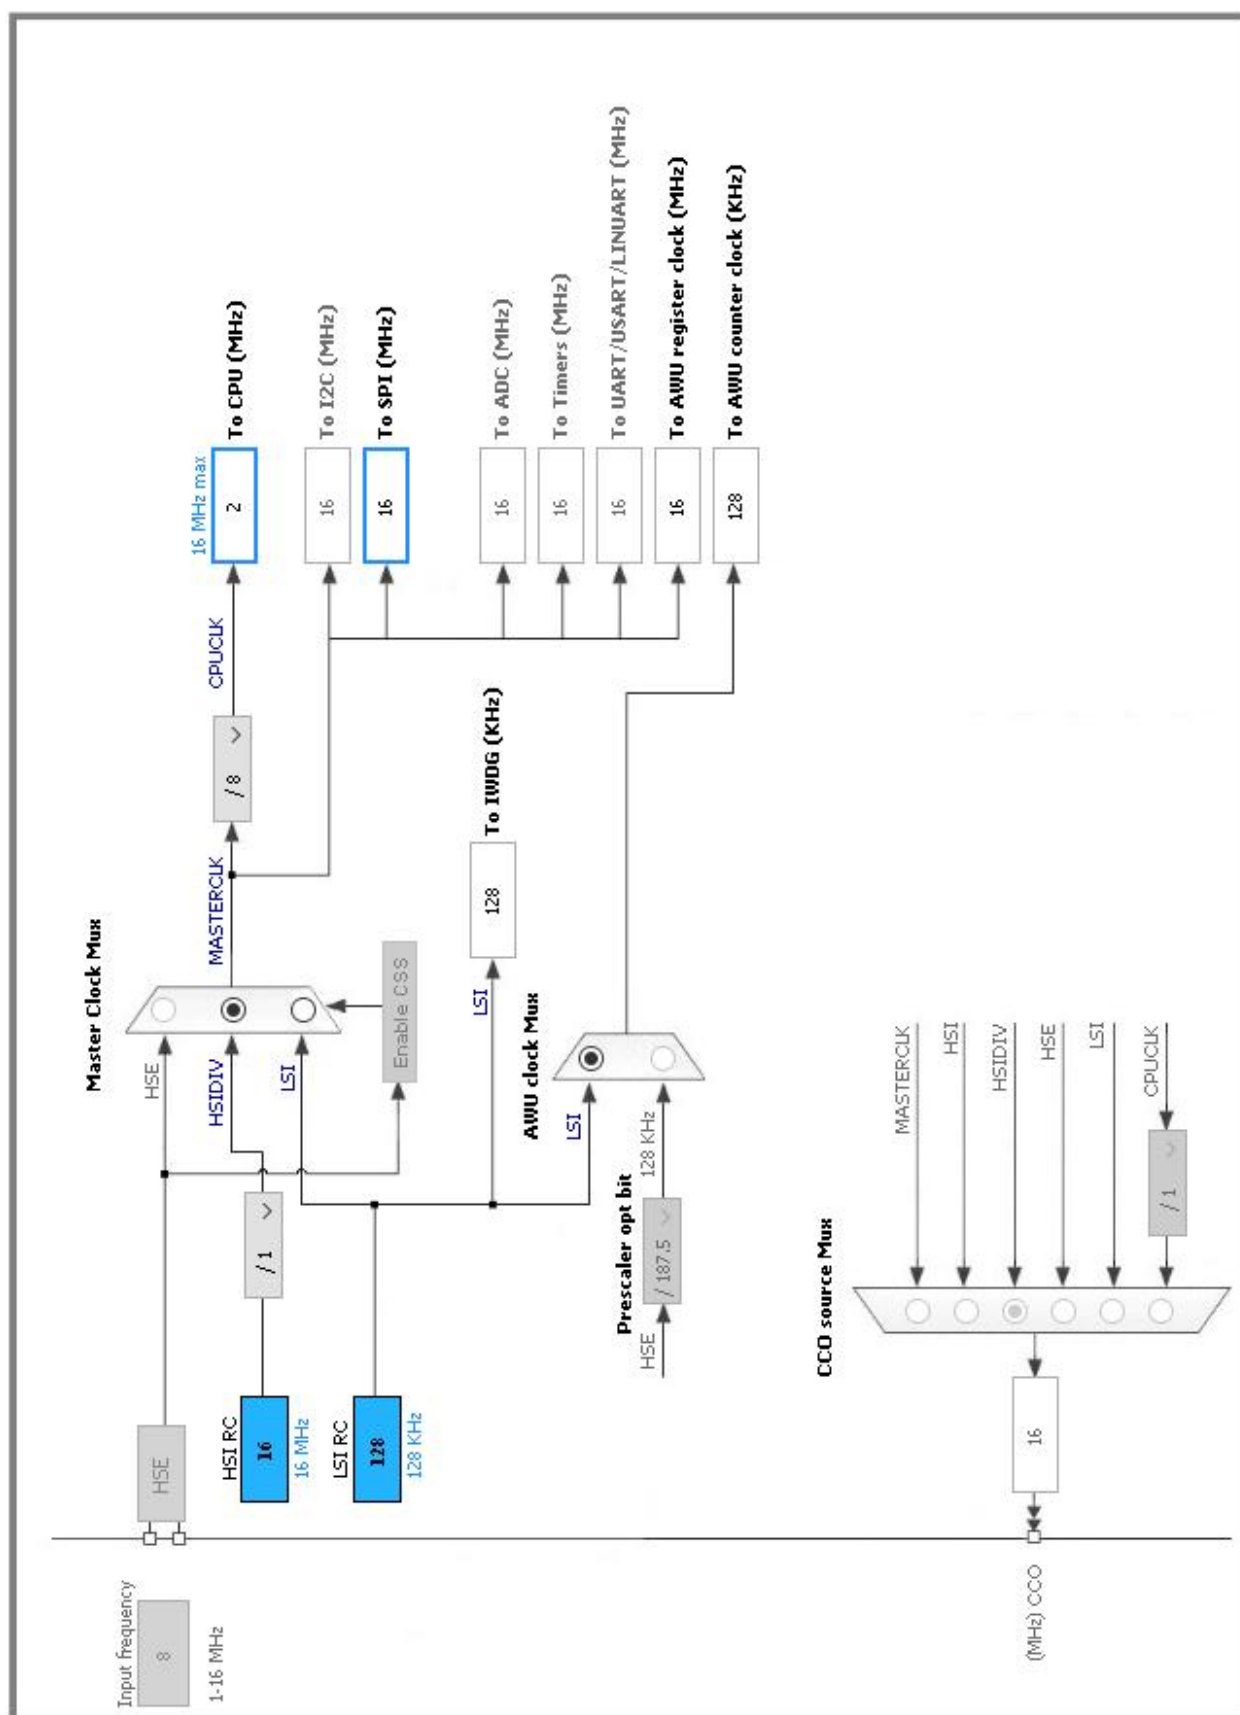 Input frequency
8
1-16 MHz
HSE
HSI RC
16
16 MHz
LSI RC
128
128 KHz
/ 1
HSE
HSIDIV
LSI
Master Clock Mux
Enable CSS
MASTERCLK
/ 8
CPUCLK
16 MHz max
2
To CPU (MHz)
16
To I2C (MHz)
16
To SPI (MHz)
16
To ADC (MHz)
16
To Timers (MHz)
16
To UART/USART/LINUART (MHz)
16
To AWU register clock (MHz)
128
To AWU counter clock (KHz)
LSI
128
To IWDG (KHz)
AWU clock Mux
LSI
Prescaler opt bit
HSE
/ 187.5
128 KHz
CCO source Mux
MASTERCLK
HSI
HSIDIV
HSE
LSI
CPUCLK
/ 1
16
(MHz) CCO